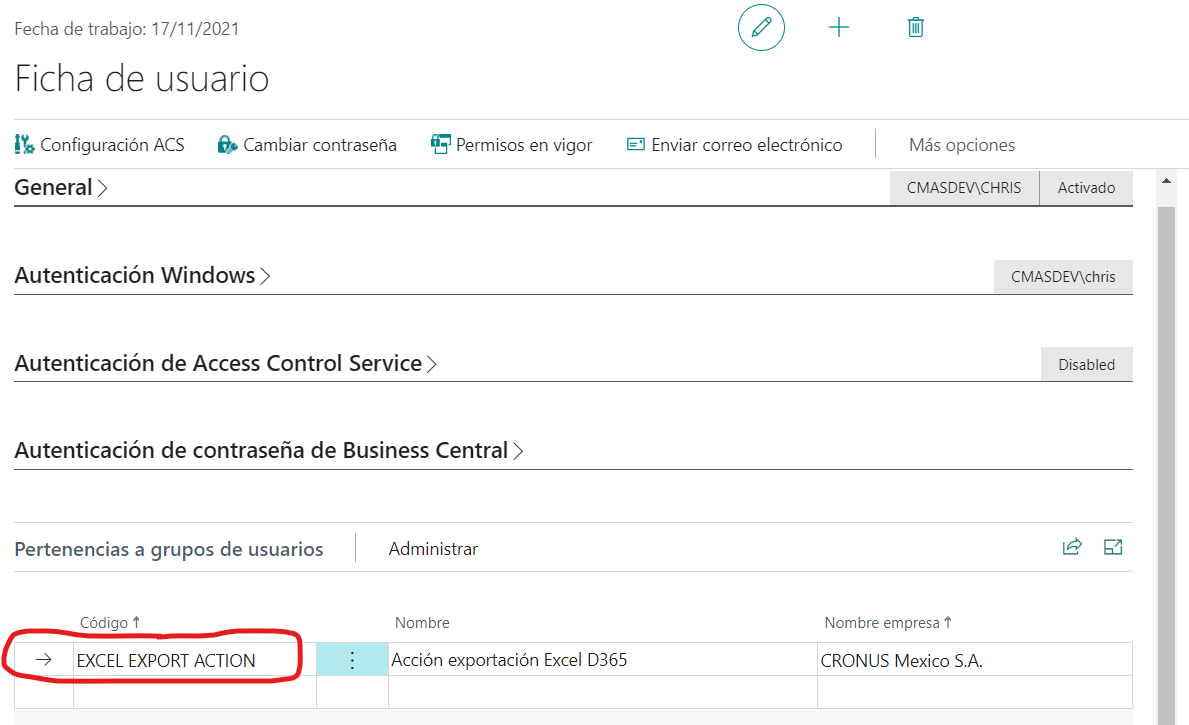 Fecha de trabajo: 17/11/2021
Ficha de usuario
Configuración ACS Cambiar contraseña Permisos en vigor Enviar correo electrónico Más opciones
General CMASDEV\CHRIS Activado
Autenticación Windows CMASDEV\chris
Autenticación de Access Control Service Disabled
Autenticación de contraseña de Business Central
Pertenencias a grupos de usuarios Administrar
Código ↑ Nombre Nombre empresa ↑
→ EXCEL EXPORT ACTION Acción exportación Excel D365 CRONUS Mexico S.A.